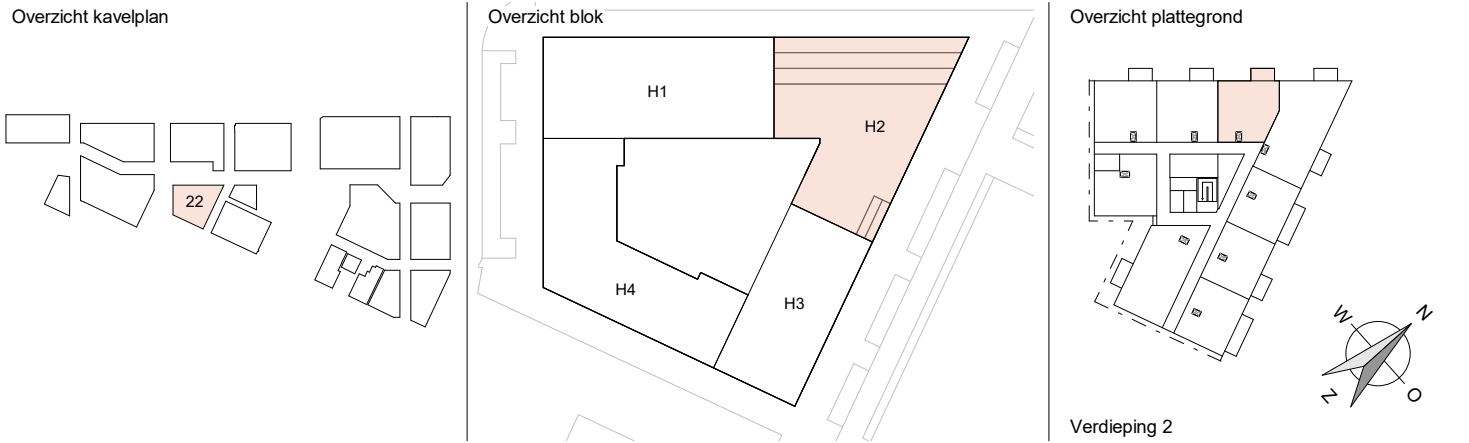 Overzicht kavelplan
22
Overzicht blok
H1
H2
H4
H3
Overzicht plattegrond
W
N
Z
O
Verdieping 2